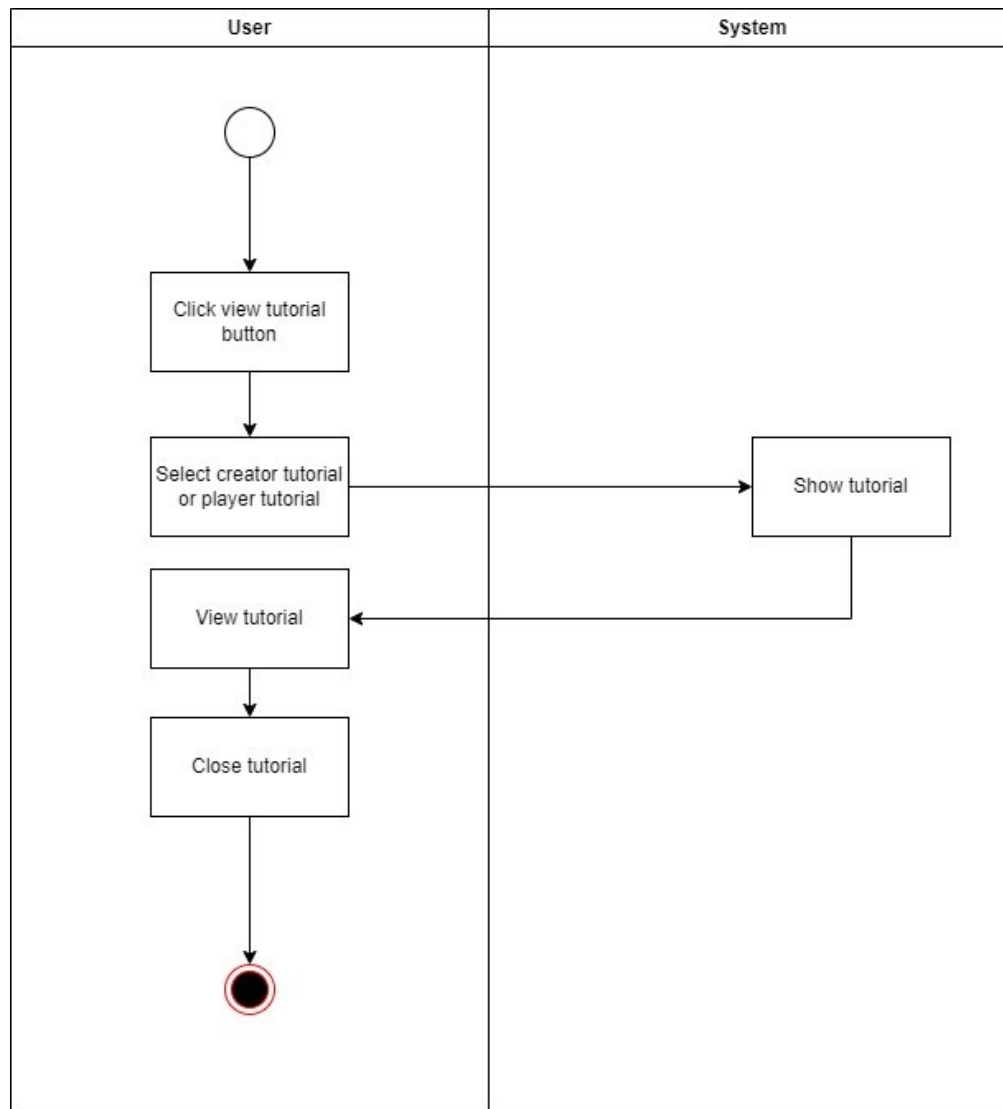 User
System
Click view tutorial
button
Select creator tutorial
or player tutorial
Show tutorial
View tutorial
Close tutorial